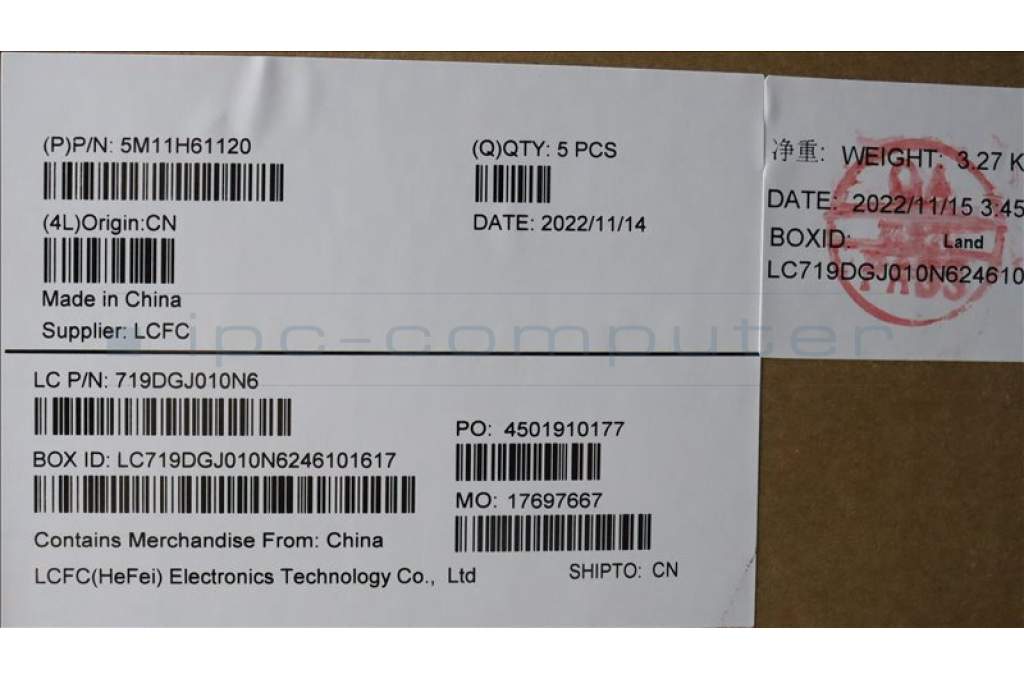 (P)P/N: 5M11H61120
(Q)QTY: 5 PCS
(4L)Origin:CN
DATE: 2022/11/14
Made in China
Supplier: LCFC
净重: WEIGHT: 3.27 K
DATE: 2022/11/15 3:45
BOXID: Land
LC719DGJ010N624610
QA
PASS
ipc-computer
LC P/N: 719DGJ010N6
PO: 4501910177
BOX ID: LC719DGJ010N6246101617
MO: 17697667
Contains Merchandise From: China
LCFC(HeFei) Electronics Technology Co., Ltd
SHIPTO: CN